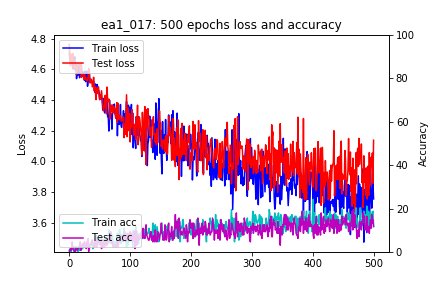 ea1_017: 500 epochs loss and accuracy
4.8
4.6
4.4
4.2
4.0
3.8
3.6
Loss
Train loss
Test loss
Train acc
Test acc
100
80
60
40
20
0
Accuracy
0 100 200 300 400 500